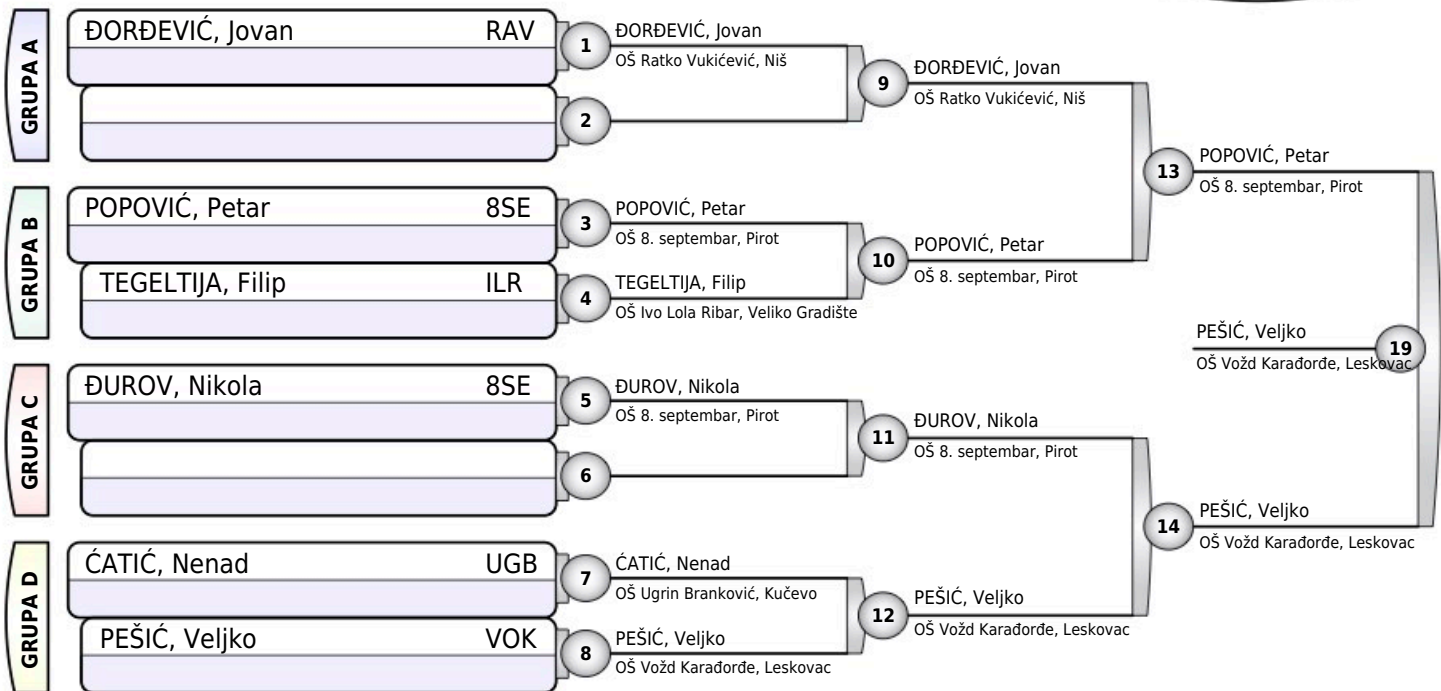 GRUPA A
ĐORĐEVIĆ, Jovan RAV
1
ĐORĐEVIĆ, Jovan
OŠ Ratko Vukićević, Niš
2
9
ĐORĐEVIĆ, Jovan
OŠ Ratko Vukićević, Niš
GRUPA B
POPOVIĆ, Petar 8SE
3
POPOVIĆ, Petar
OŠ 8. septembar, Pirot
TEGELTIJA, Filip ILR
4
TEGELTIJA, Filip
OŠ Ivo Lola Ribar, Veliko Gradište
10
POPOVIĆ, Petar
OŠ 8. septembar, Pirot
13
POPOVIĆ, Petar
OŠ 8. septembar, Pirot
GRUPA C
ĐUROV, Nikola 8SE
5
ĐUROV, Nikola
OŠ 8. septembar, Pirot
6
11
ĐUROV, Nikola
OŠ 8. septembar, Pirot
GRUPA D
ĆATIĆ, Nenad UGB
7
ĆATIĆ, Nenad
OŠ Ugrin Branković, Kučevo
PEŠIĆ, Veljko VOK
8
PEŠIĆ, Veljko
OŠ Vožd Karađorđe, Leskovac
12
PEŠIĆ, Veljko
OŠ Vožd Karađorđe, Leskovac
14
PEŠIĆ, Veljko
OŠ Vožd Karađorđe, Leskovac
PEŠIĆ, Veljko
OŠ Vožd Karađorđe, Leskovac
19